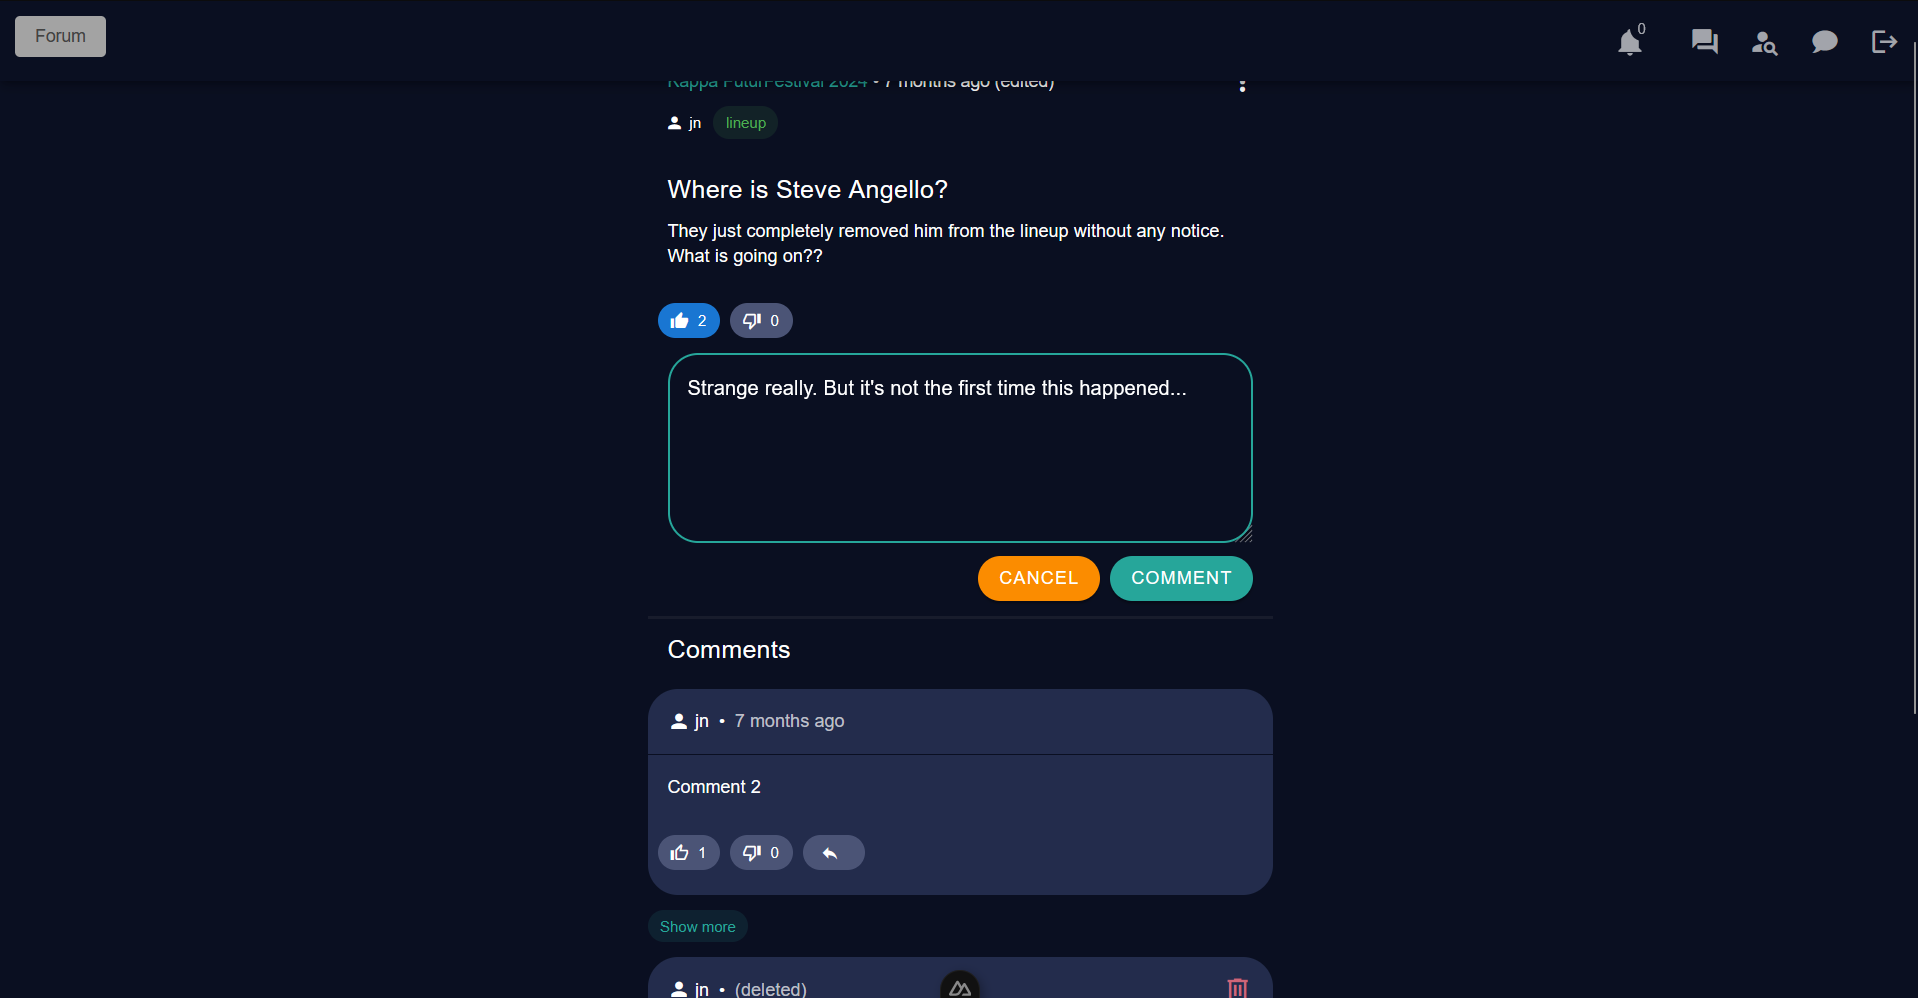 Forum
0
Kappa FuturFestival 2024 • 7 months ago (edited)
jn lineup
Where is Steve Angello?
They just completely removed him from the lineup without any notice.
What is going on??
2 0
Strange really. But it's not the first time this happened...
CANCEL COMMENT
Comments
jn • 7 months ago
Comment 2
1 0
Show more
jn • (deleted)